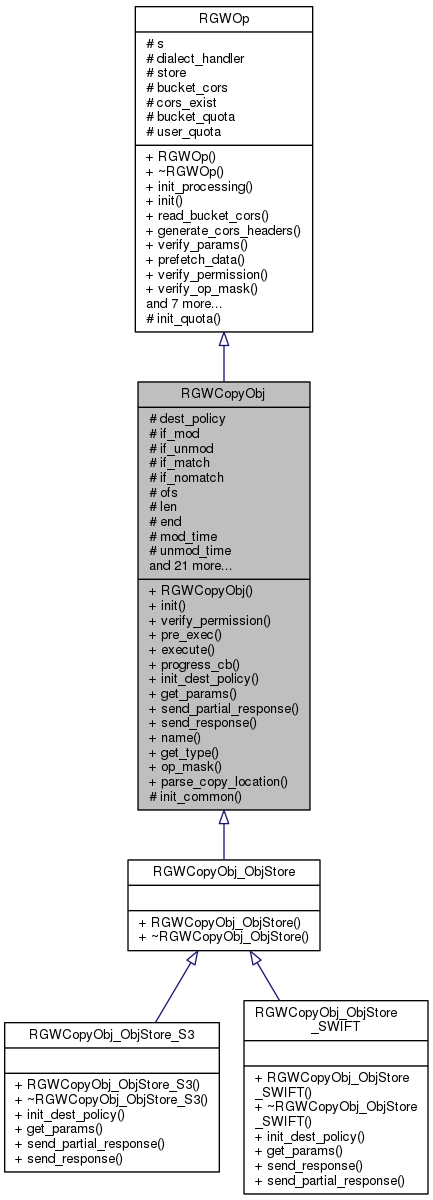 RGWOp
# s
# dialect_handler
# store
# bucket_cors
# cors_exist
# bucket_quota
# user_quota
+ RGWOp()
+ ~RGWOp()
+ init_processing()
+ init()
+ read_bucket_cors()
+ generate_cors_headers()
+ verify_params()
+ prefetch_data()
+ verify_permission()
+ verify_op_mask()
and 7 more...
# init_quota()
RGWCopyObj
# dest_policy
# if_mod
# if_unmod
# if_match
# if_nomatch
# ofs
# len
# end
# mod_time
# unmod_time
and 21 more...
+ RGWCopyObj()
+ init()
+ verify_permission()
+ pre_exec()
+ execute()
+ progress_cb()
+ init_dest_policy()
+ get_params()
+ send_partial_response()
+ send_response()
+ name()
+ get_type()
+ op_mask()
+ parse_copy_location()
# init_common()
RGWCopyObj_ObjStore
+ RGWCopyObj_ObjStore()
+ ~RGWCopyObj_ObjStore()
RGWCopyObj_ObjStore_S3
+ RGWCopyObj_ObjStore_S3()
+ ~RGWCopyObj_ObjStore_S3()
+ init_dest_policy()
+ get_params()
+ send_partial_response()
+ send_response()
RGWCopyObj_ObjStore
_SWIFT
+ RGWCopyObj_ObjStore
_SWIFT()
+ ~RGWCopyObj_ObjStore
_SWIFT()
+ init_dest_policy()
+ get_params()
+ send_response()
+ send_partial_response()